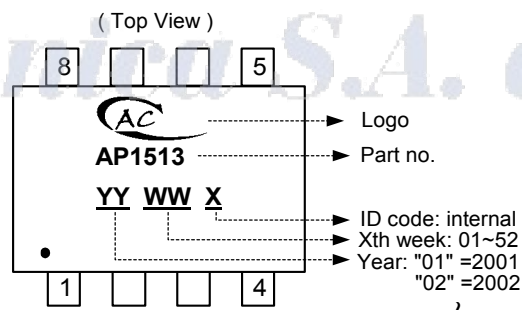 ( Top View )
nica S.A.
8 5
AC
Logo
AP1513
Part no.
YY WW X
ID code: internal
Xth week: 01~52
Year: "01" =2001
"02" =2002
1 4